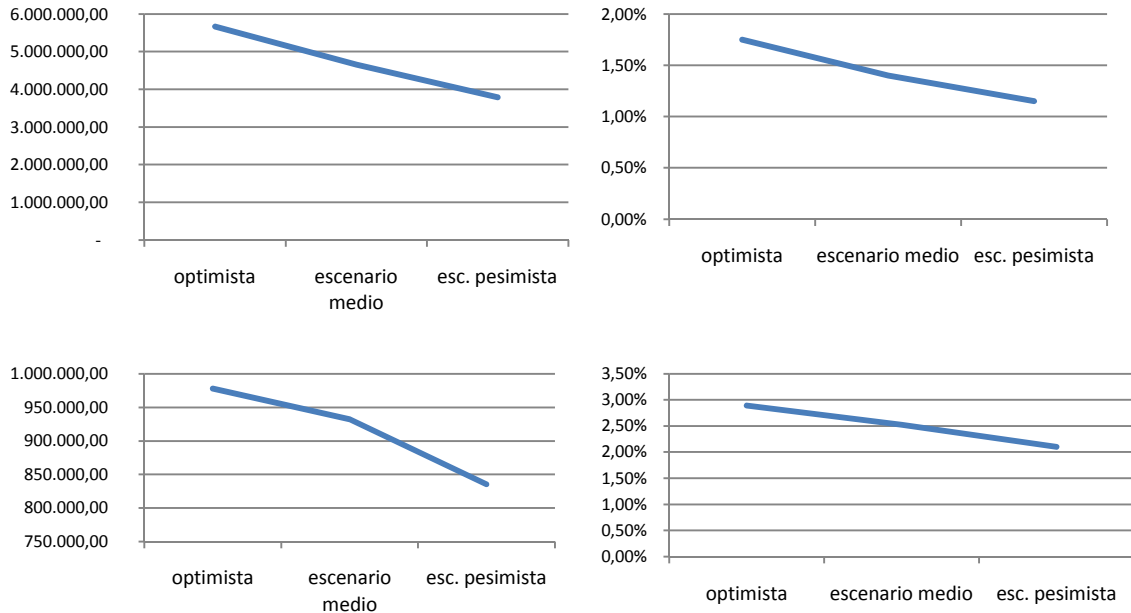 6.000.000,00
5.000.000,00
4.000.000,00
3.000.000,00
2.000.000,00
1.000.000,00
-
optimista
escenario
medio
esc. pesimista
2,00%
1,50%
1,00%
0,50%
0,00%
optimista
escenario medio
esc. pesimista
1.000.000,00
950.000,00
900.000,00
850.000,00
800.000,00
750.000,00
optimista
escenario
medio
esc. pesimista
3,50%
3,00%
2,50%
2,00%
1,50%
1,00%
0,50%
0,00%
optimista
escenario medio
esc. pesimista